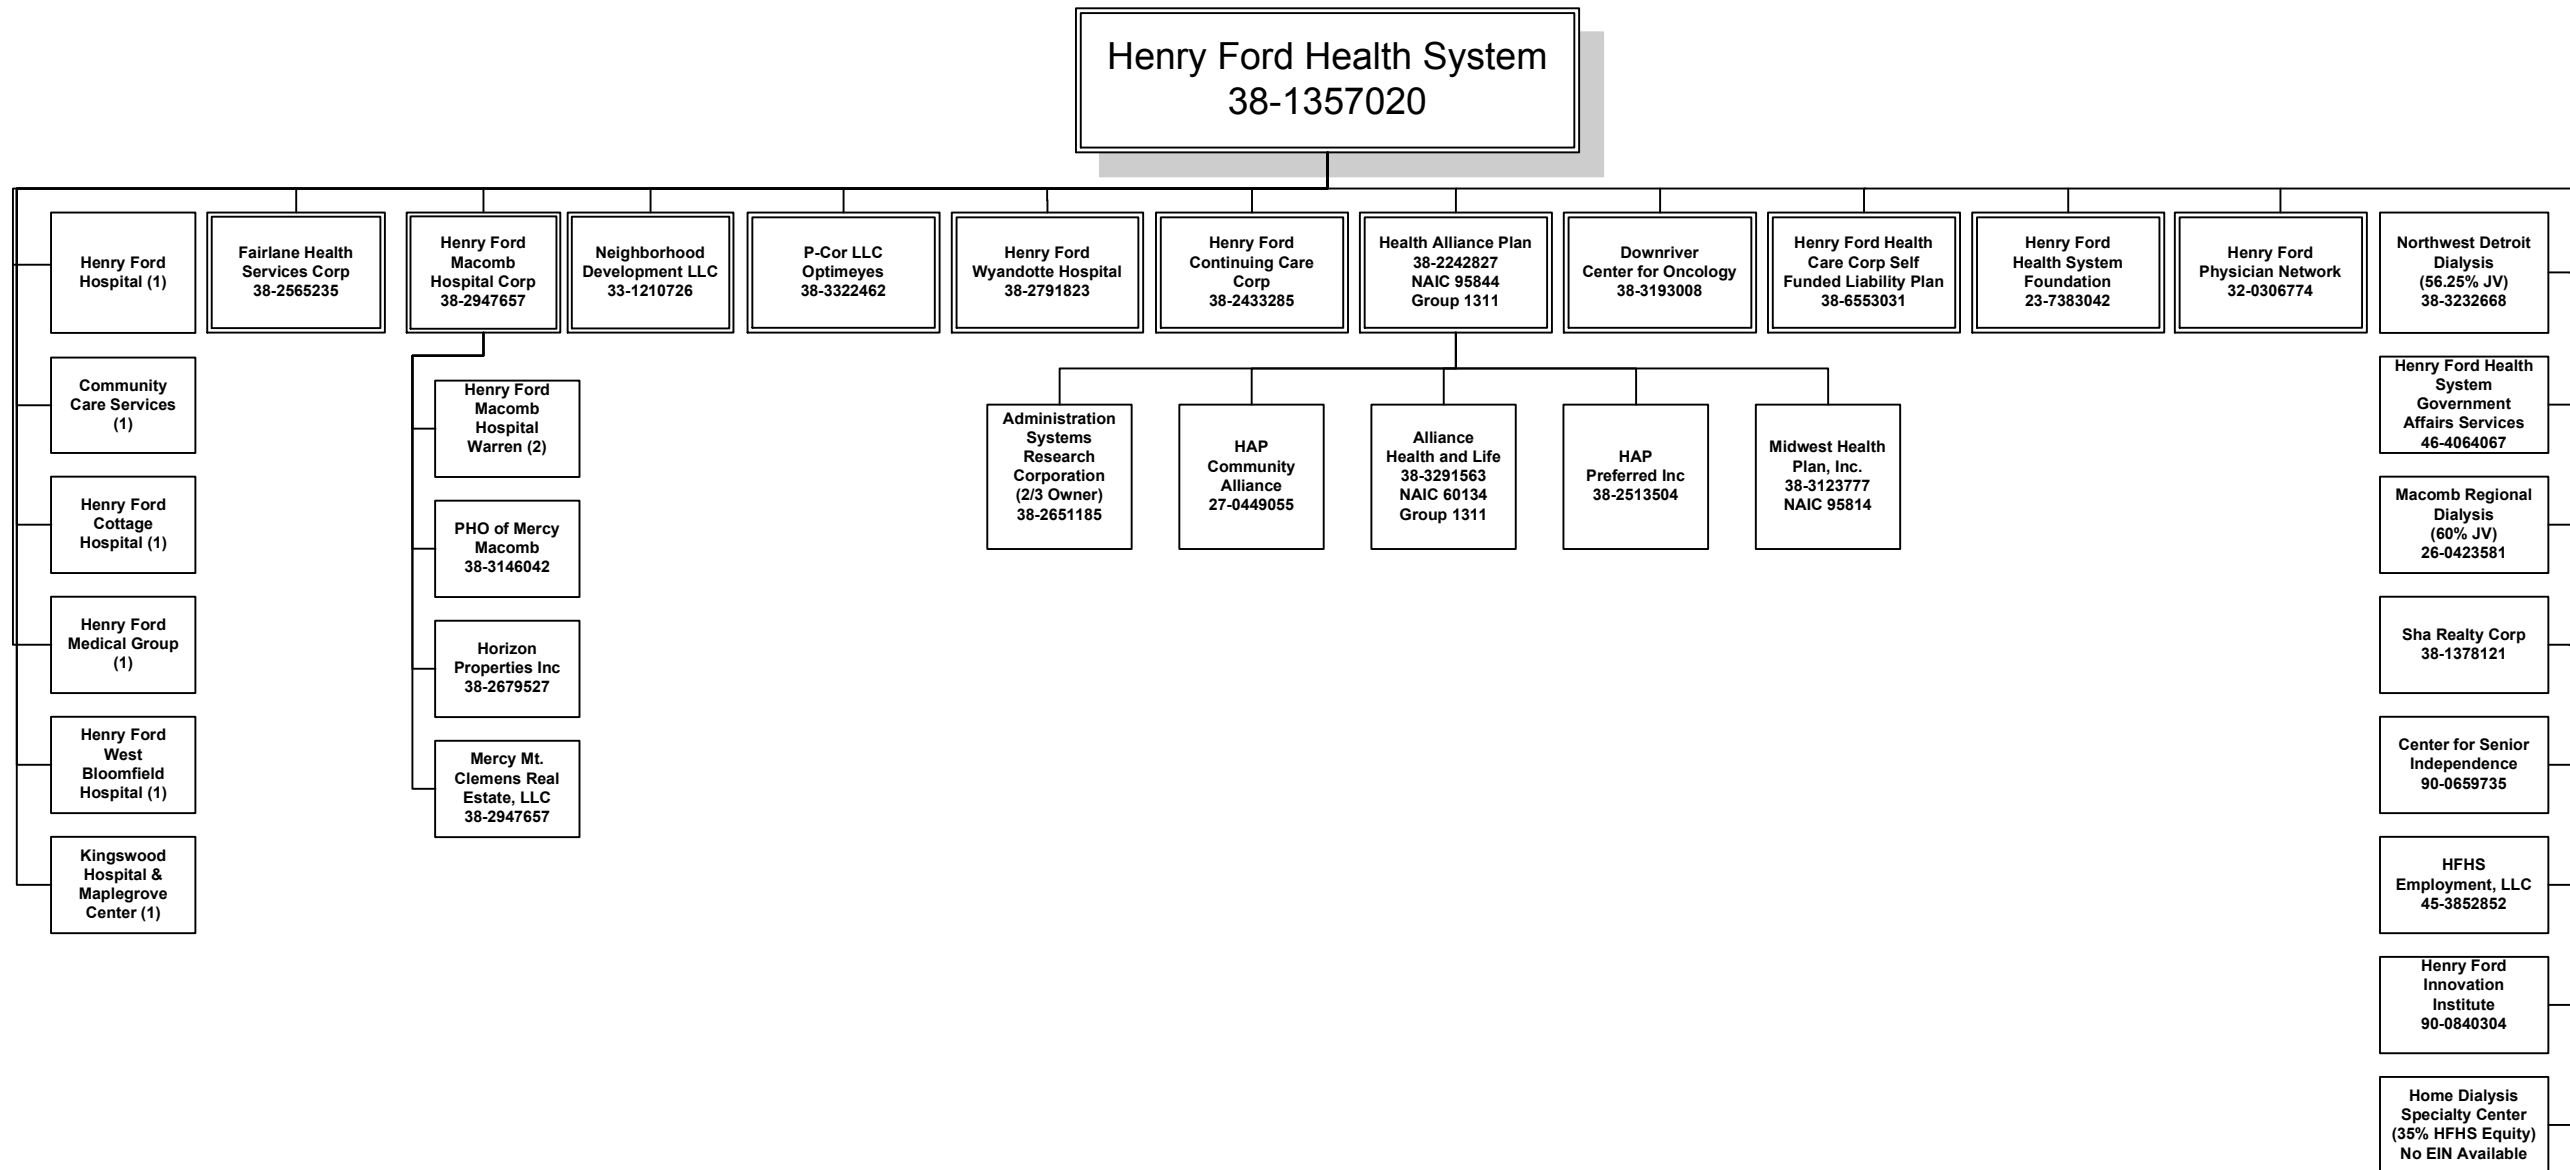 Henry Ford Health System
38-1357020
Henry Ford
Hospital (1)
Fairlane Health
Services Corp
38-2565235
Henry Ford
Macomb
Hospital Corp
38-2947657
Neighborhood
Development LLC
33-1210726
P-Cor LLC
Optimeyes
38-3322462
Henry Ford
Wyandotte Hospital
38-2791823
Henry Ford
Continuing Care
Corp
38-2433285
Health Alliance Plan
38-2242827
NAIC 95844
Group 1311
Downriver
Center for Oncology
38-3193008
Henry Ford Health
Care Corp Self
Funded Liability Plan
38-6553031
Henry Ford
Health System
Foundation
23-7383042
Henry Ford
Physician Network
32-0306774
Northwest Detroit
Dialysis
(56.25% JV)
38-3232668
Community
Care Services
(1)
Henry Ford
Cottage
Hospital (1)
Henry Ford
Medical Group
(1)
Henry Ford
West
Bloomfield
Hospital (1)
Kingswood
Hospital &
Maplegrove
Center (1)
Henry Ford
Macomb
Hospital
Warren (2)
PHO of Mercy
Macomb
38-3146042
Horizon
Properties Inc
38-2679527
Mercy Mt.
Clemens Real
Estate, LLC
38-2947657
Administration
Systems
Research
Corporation
(2/3 Owner)
38-2651185
HAP
Community
Alliance
27-0449055
Alliance
Health and Life
38-3291563
NAIC 60134
Group 1311
HAP
Preferred Inc
38-2513504
Midwest Health
Plan, Inc.
38-3123777
NAIC 95814
Henry Ford Health
System
Government
Affairs Services
46-4064067
Macomb Regional
Dialysis
(60% JV)
26-0423581
Sha Realty Corp
38-1378121
Center for Senior
Independence
90-0659735
HFHS
Employment, LLC
45-3852852
Henry Ford
Innovation
Institute
90-0840304
Home Dialysis
Specialty Center
(35% HFHS Equity)
No EIN Available